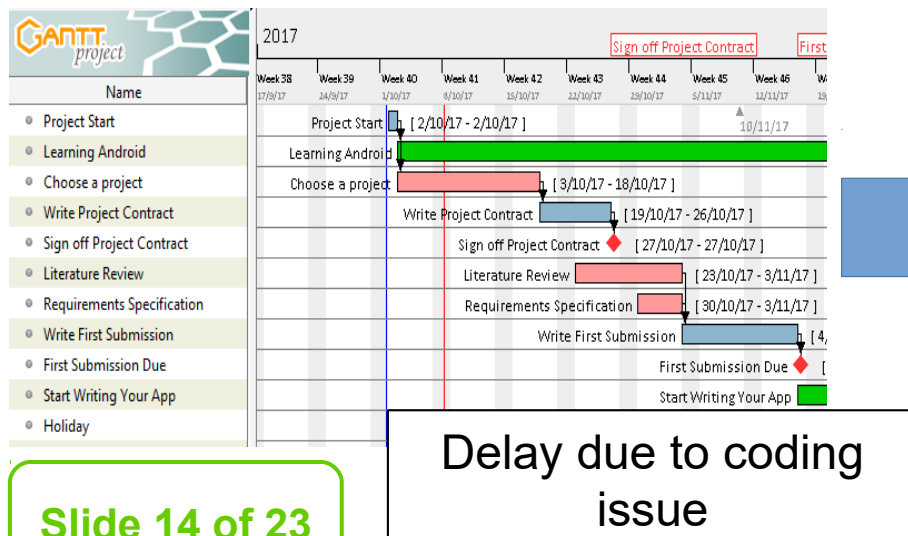 GANTT
project
2017
Sign off Project Contract
First
Week 38 Week 39 Week 40 Week 41 Week 42 Week 43 Week 44 Week 45 Week 46
17/9/17 24/9/17 1/10/17 8/10/17 15/10/17 22/10/17 29/10/17 5/11/17 12/11/17
10/11/17
Name
Project Start
Learning Android
Choose a project
Write Project Contract
Sign off Project Contract
Literature Review
Requirements Specification
Write First Submission
First Submission Due
Start Writing Your App
Holiday
Project Start [ 2/10/17 - 2/10/17 ]
Learning Android
Choose a project [ 3/10/17 - 18/10/17 ]
Write Project Contract [ 19/10/17 - 26/10/17 ]
Sign off Project Contract [ 27/10/17 - 27/10/17 ]
Literature Review [ 23/10/17 - 3/11/17 ]
Requirements Specification [ 30/10/17 - 3/11/17 ]
Write First Submission [ 4/
First Submission Due [
Start Writing Your App
Delay due to coding
issue
Slide 14 of 23